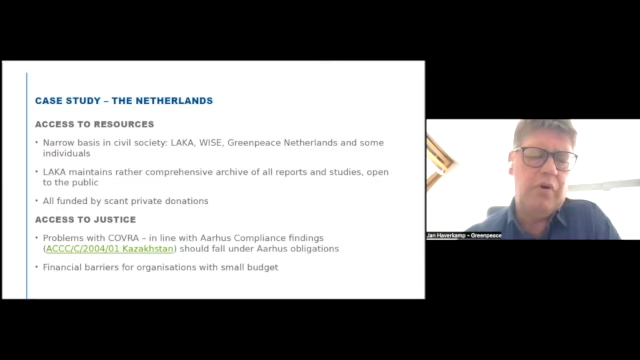 CASE STUDY – THE NETHERLANDS
ACCESS TO RESOURCES
• Narrow basis in civil society: LAKA, WISE, Greenpeace Netherlands and some
individuals
• LAKA maintains rather comprehensive archive of all reports and studies, open
to the public
• All funded by scant private donations
ACCESS TO JUSTICE
• Problems with COVRA – in line with Aarhus Compliance findings
(ACCC/C/2004/01 Kazakhstan) should fall under Aarhus obligations
• Financial barriers for organisations with small budget
Jan Haverkamp – Greenpeace